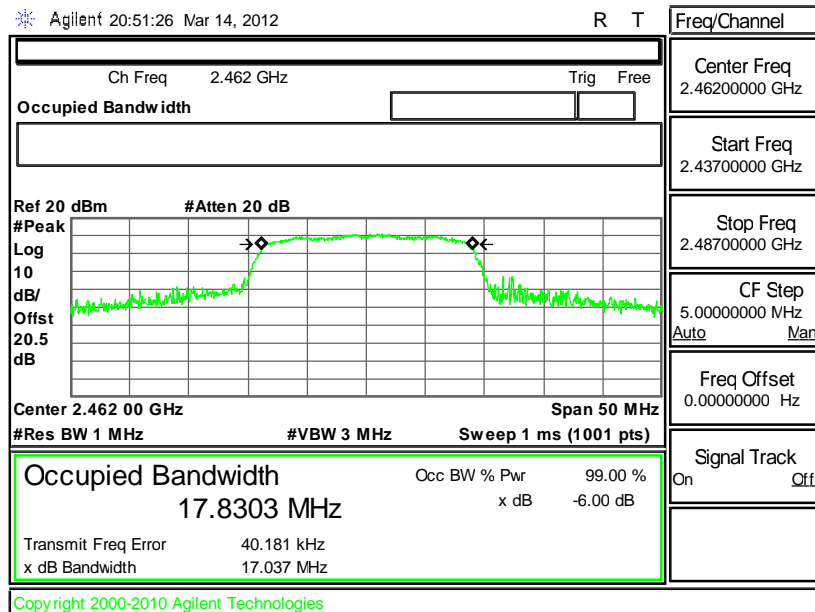 Agilent 20:51:26 Mar 14, 2012 R T
Freq/Channel
Ch Freq 2.462 GHz Trig Free
Occupied Bandwidth
Center Freq
2.46200000 GHz
Start Freq
2.43700000 GHz
Stop Freq
2.48700000 GHz
CF Step
5.00000000 MHz
Auto Man
Freq Offset
0.00000000 Hz
Signal Track
On Off
Ref 20 dBm #Atten 20 dB
#Peak
Log
10
dB/
Offst
20.5
dB
Center 2.462 00 GHz Span 50 MHz
#Res BW 1 MHz #VBW 3 MHz Sweep 1 ms (1001 pts)
Occupied Bandwidth
17.8303 MHz
Occ BW % Pwr 99.00 %
x dB -6.00 dB
Transmit Freq Error 40.181 kHz
x dB Bandwidth 17.037 MHz
Copyright 2000-2010 Agilent Technologies